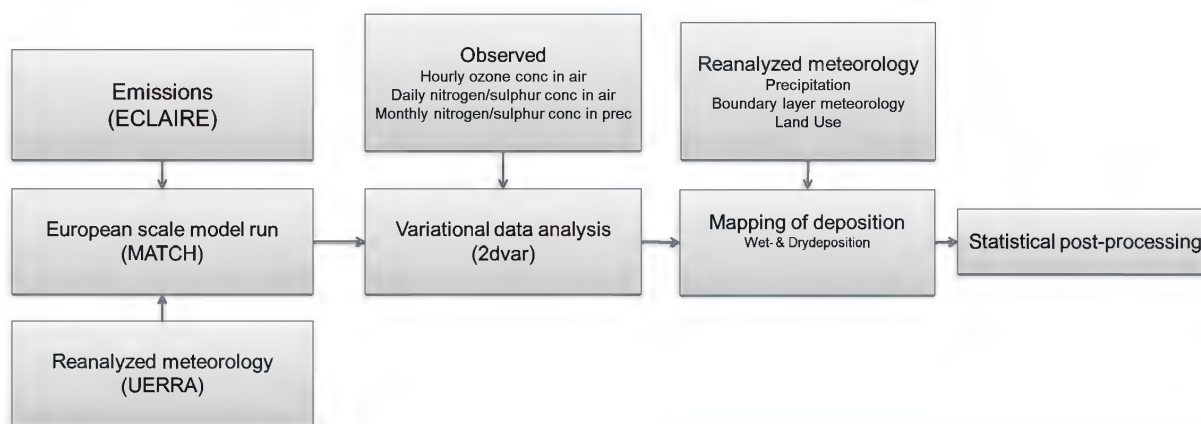 Emissions
(ECLAIRE)
Observed
Hourly ozone conc in air
Daily nitrogen/sulphur conc in air
Monthly nitrogen/sulphur conc in prec
Reanalyzed meteorology
Precipitation
Boundary layer meteorology
Land Use
European scale model run
(MATCH)
Variational data analysis
(2dvar)
Mapping of deposition
Wet- & Drydeposition
Statistical post-processing
Reanalyzed meteorology
(UERRA)